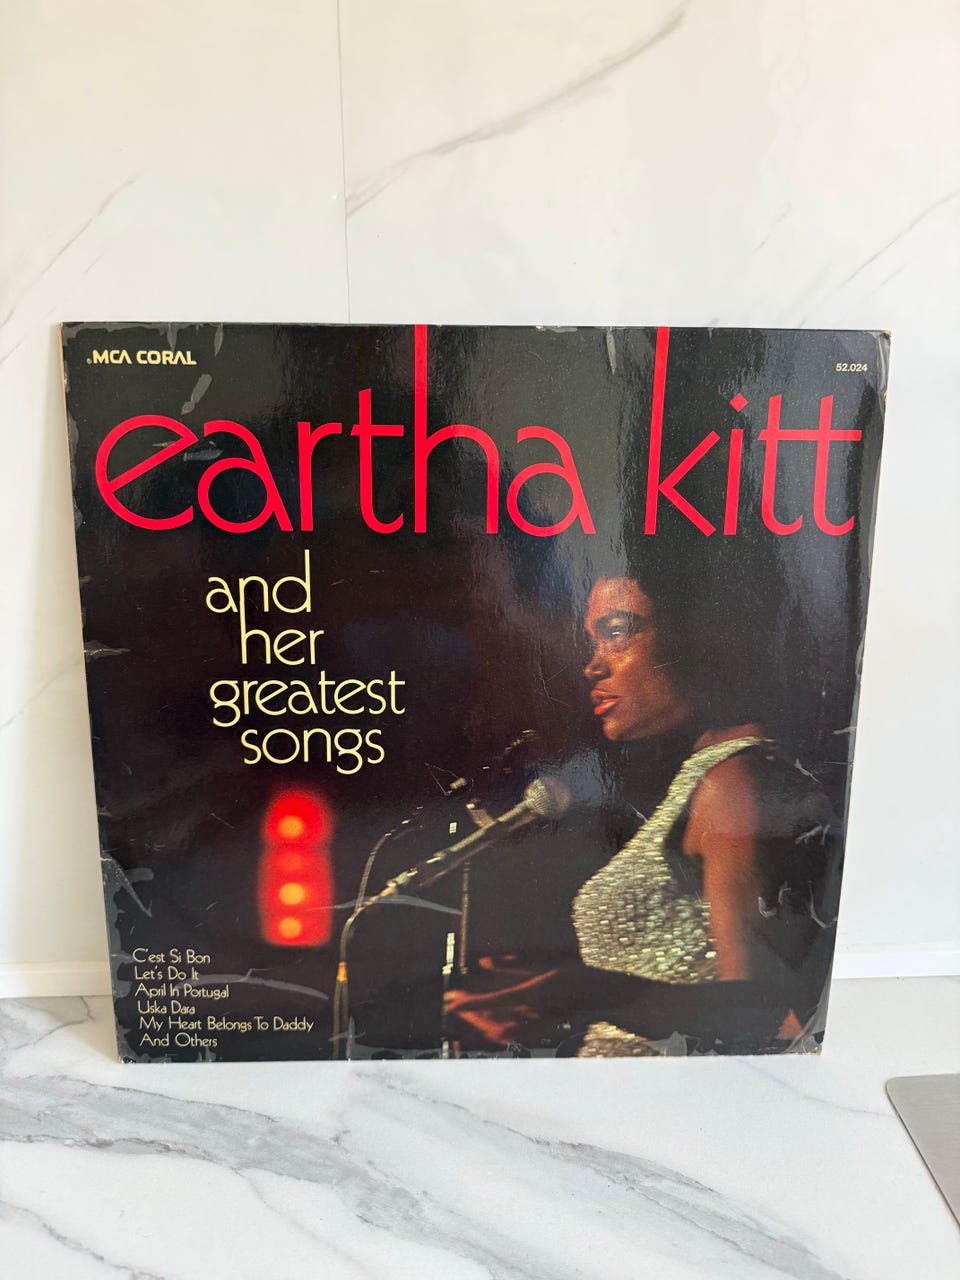 MCA CORAL
52.024
eartha kitt
and
her
greatest
songs
C'est Si Bon
Let's Do It
April In Portugal
Uska Dara
My Heart Belongs To Daddy
And Others